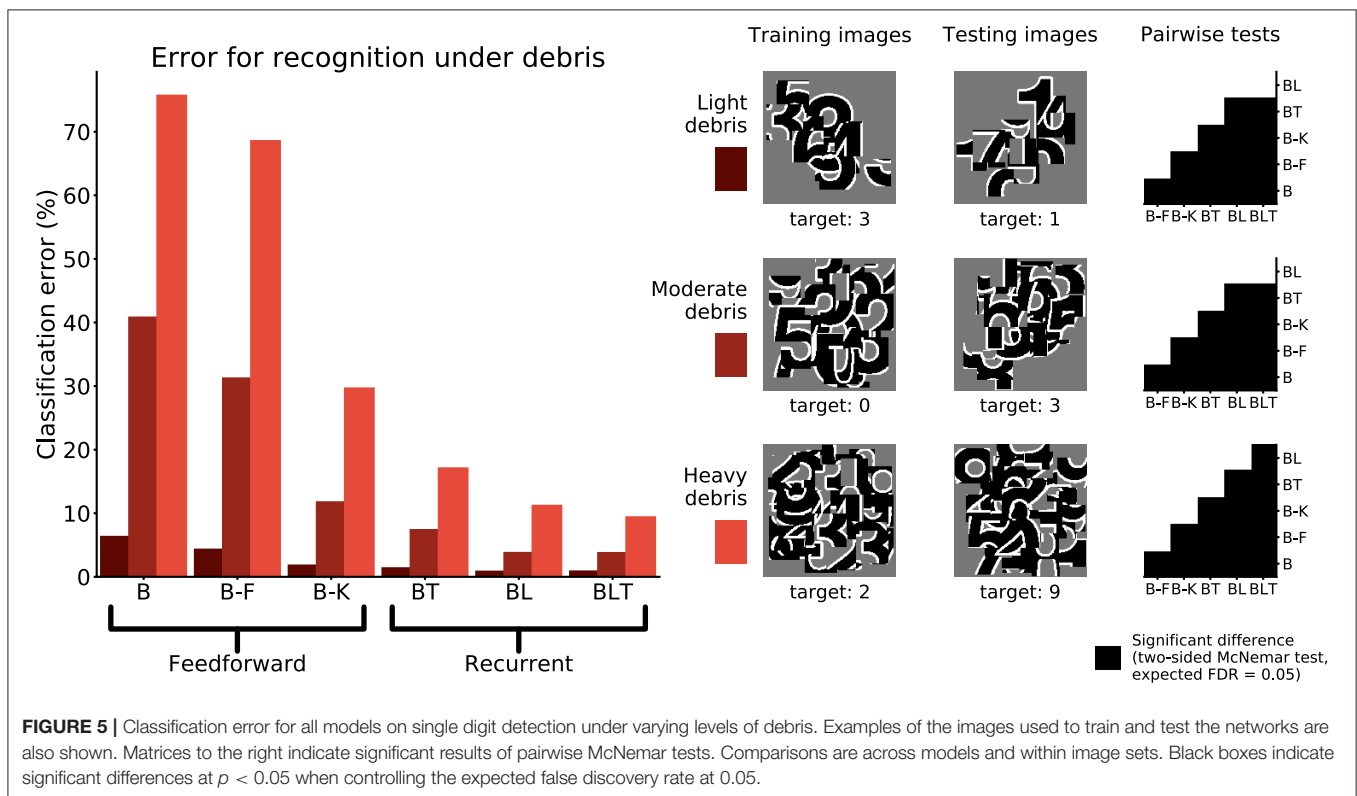 Error for recognition under debris
Classification error (%)
70
60
50
40
30
20
10
0
B
B-F
B-K
BT
BL
BLT
Feedforward
Recurrent
Training images
Testing images
Pairwise tests
Light
debris
target: 3
target: 1
BL
BT
B-K
B-F
B
B-F B-K BT BL BLT
Moderate
debris
target: 0
target: 3
BL
BT
B-K
B-F
B
B-F B-K BT BL BLT
Heavy
debris
target: 2
target: 9
BL
BT
B-K
B-F
B
B-F B-K BT BL BLT
Significant difference
(two-sided McNemar test,
expected FDR = 0.05)
FIGURE 5 | Classification error for all models on single digit detection under varying levels of debris. Examples of the images used to train and test the networks are
also shown. Matrices to the right indicate significant results of pairwise McNemar tests. Comparisons are across models and within image sets. Black boxes indicate
significant differences at p < 0.05 when controlling the expected false discovery rate at 0.05.